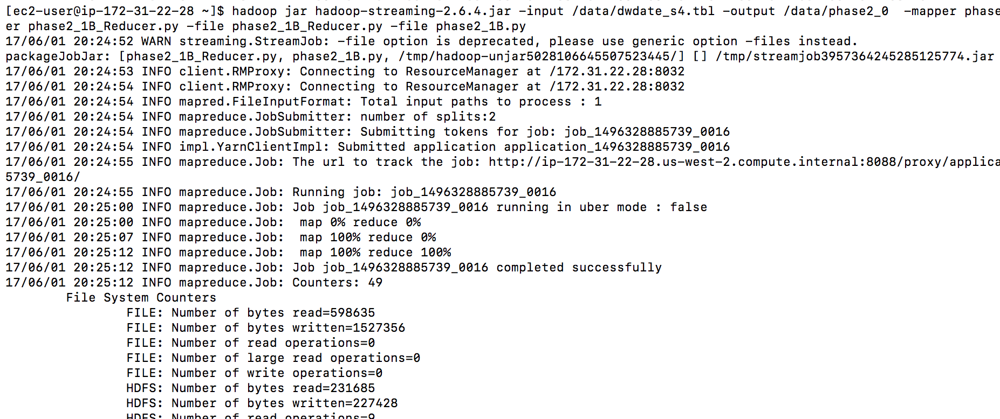 [ec2-user@ip-172-31-22-28 ~]$ hadoop jar hadoop-streaming-2.6.4.jar -input /data/dwdate_s4.tbl -output /data/phase2_0  -mapper phase
er phase2_1B_Reducer.py -file phase2_1B_Reducer.py -file phase2_1B.py
17/06/01 20:24:52 WARN streaming.StreamJob: -file option is deprecated, please use generic option -files instead.
packageJobJar: [phase2_1B_Reducer.py, phase2_1B.py, /tmp/hadoop-unjar5028106645507523445/] [] /tmp/streamjob3957364245285125774.jar
17/06/01 20:24:53 INFO client.RMProxy: Connecting to ResourceManager at /172.31.22.28:8032
17/06/01 20:24:54 INFO client.RMProxy: Connecting to ResourceManager at /172.31.22.28:8032
17/06/01 20:24:54 INFO mapred.FileInputFormat: Total input paths to process : 1
17/06/01 20:24:54 INFO mapreduce.JobSubmitter: number of splits:2
17/06/01 20:24:54 INFO mapreduce.JobSubmitter: Submitting tokens for job: job_1496328885739_0016
17/06/01 20:24:54 INFO impl.YarnClientImpl: Submitted application application_1496328885739_0016
17/06/01 20:24:55 INFO mapreduce.Job: The url to track the job: http://ip-172-31-22-28.us-west-2.compute.internal:8088/proxy/applica
5739_0016/
17/06/01 20:24:55 INFO mapreduce.Job: Running job: job_1496328885739_0016
17/06/01 20:25:00 INFO mapreduce.Job: Job job_1496328885739_0016 running in uber mode : false
17/06/01 20:25:00 INFO mapreduce.Job:  map 0% reduce 0%
17/06/01 20:25:07 INFO mapreduce.Job:  map 100% reduce 0%
17/06/01 20:25:12 INFO mapreduce.Job:  map 100% reduce 100%
17/06/01 20:25:12 INFO mapreduce.Job: Job job_1496328885739_0016 completed successfully
17/06/01 20:25:12 INFO mapreduce.Job: Counters: 49
File System Counters
FILE: Number of bytes read=598635
FILE: Number of bytes written=1527356
FILE: Number of read operations=0
FILE: Number of large read operations=0
FILE: Number of write operations=0
HDFS: Number of bytes read=231685
HDFS: Number of bytes written=227428
HDFS: Number of read operations=9